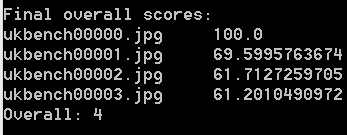 Final overall scores:
ukbench00000.jpg 100.0
ukbench00001.jpg 69.5995763674
ukbench00002.jpg 61.7127259705
ukbench00003.jpg 61.2010490972
Overall: 4